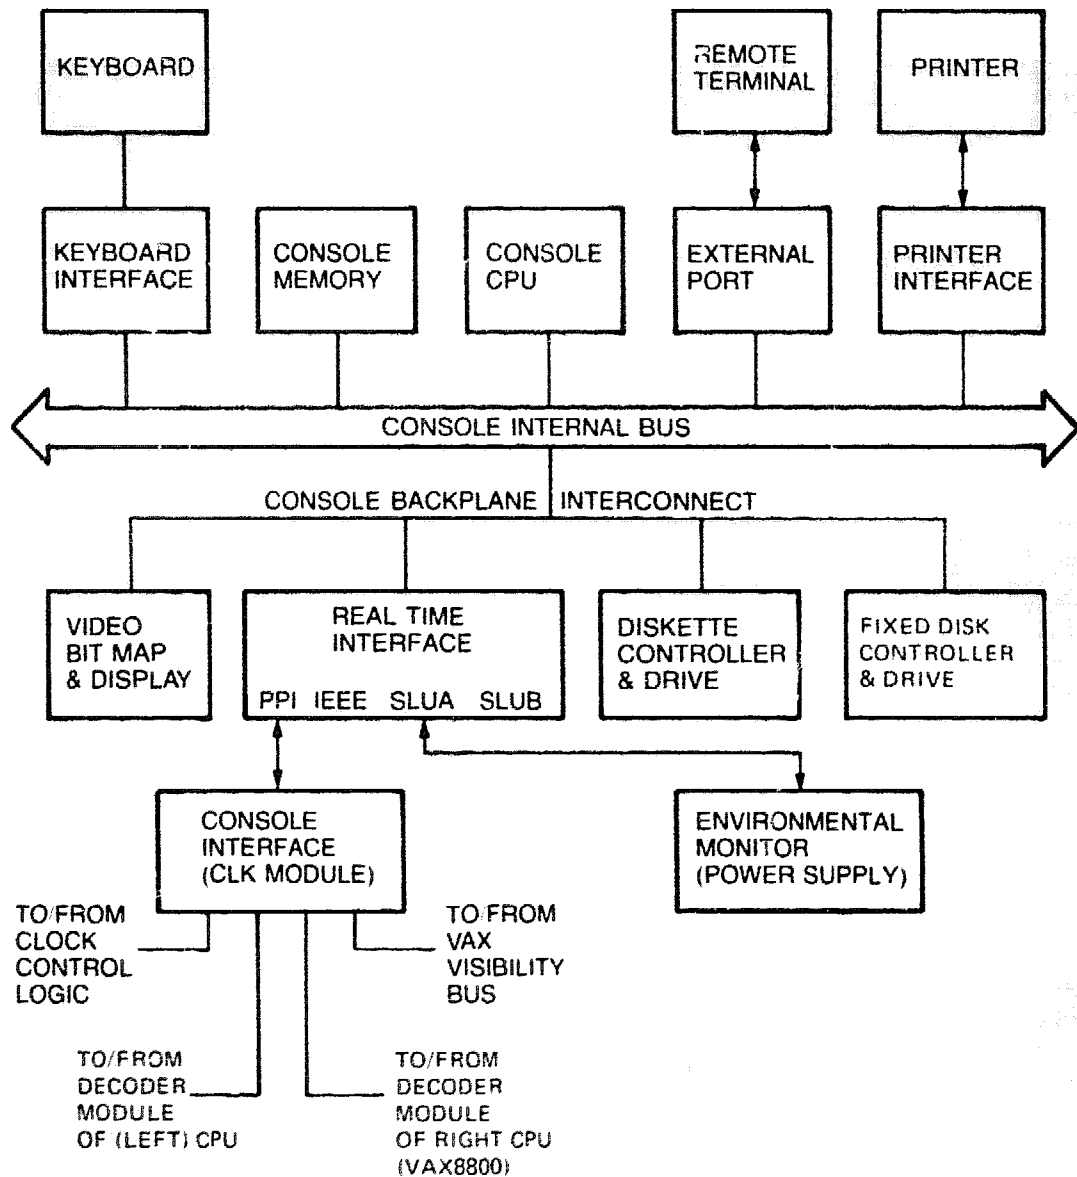 KEYBOARD
REMOTE
TERMINAL
PRINTER
KEYBOARD
INTERFACE
CONSOLE
MEMORY
CONSOLE
CPU
EXTERNAL
PORT
PRINTER
INTERFACE
CONSOLE INTERNAL BUS
CONSOLE BACKPLANE INTERCONNECT
VIDEO
BIT MAP
& DISPLAY
REAL TIME
INTERFACE
PPI IEEE SLUA SLUB
DISKETTE
CONTROLLER
& DRIVE
FIXED DISK
CONTROLLER
& DRIVE
CONSOLE
INTERFACE
(CLK MODULE)
ENVIRONMENTAL
MONITOR
(POWER SUPPLY)
TO/FROM
CLOCK
CONTROL
LOGIC
TO/FROM
VAX
VISIBILITY
BUS
TO/FROM
DECODER
MODULE
OF (LEFT) CPU
TO/FROM
DECODER
MODULE
OF RIGHT CPU
(VAX8800)